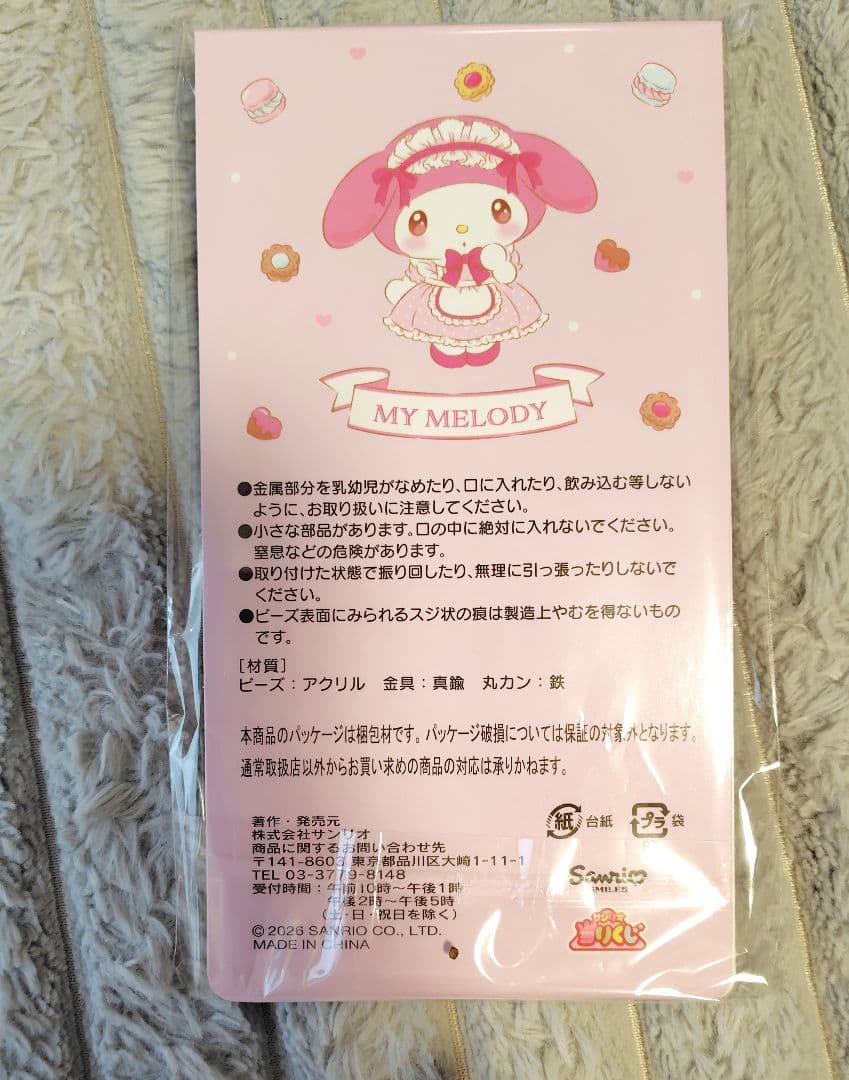 MY MELODY
●金属部分を乳幼児がなめたり、口に入れたり、飲み込む等しない
ように、お取り扱いに注意してください。
●小さな部品があります。口の中に絶対に入れないでください。
窒息などの危険があります。
●取り付けた状態で振り回したり、無理に引っ張ったりしないで
ください。
●ビーズ表面にみられるスジ状の痕は製造上やむを得ないもの
です。
[材質]
ビーズ：アクリル 金具：真鍮 丸カン：鉄
本商品のパッケージは梱包材です。パッケージ破損については保証の対象外となります。
通常取扱店以外からお買い求めの商品の対応は承りかねます。
著作・発売元
株式会社サンリオ
商品に関するお問い合わせ先
〒141-8603 東京都品川区大崎1-11-1
TEL 03-3779-8148
受付時間：午前10時～午後1時
午後2時～午後5時
(土・日・祝日を除く)
© 2026 SANRIO CO., LTD.
MADE IN CHINA
紙 台紙
プラ 袋
Sanrio
SMILES
サンリオ
当りくじ